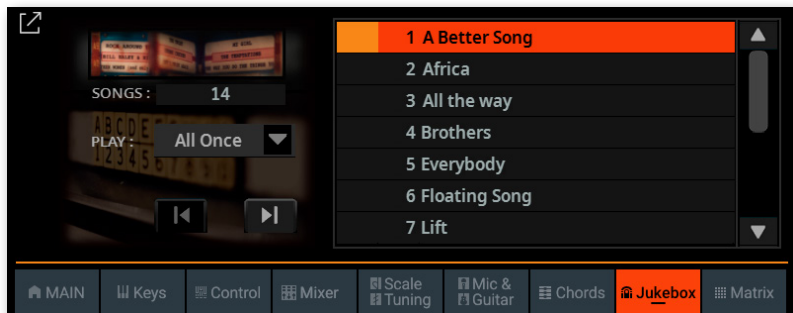 SONGS : 14
PLAY : All Once
1 A Better Song
2 Africa
3 All the way
4 Brothers
5 Everybody
6 Floating Song
7 Lift
MAIN
Keys
Control
Mixer
Scale
Tuning
Mic &
Guitar
Chords
Jukebox
Matrix